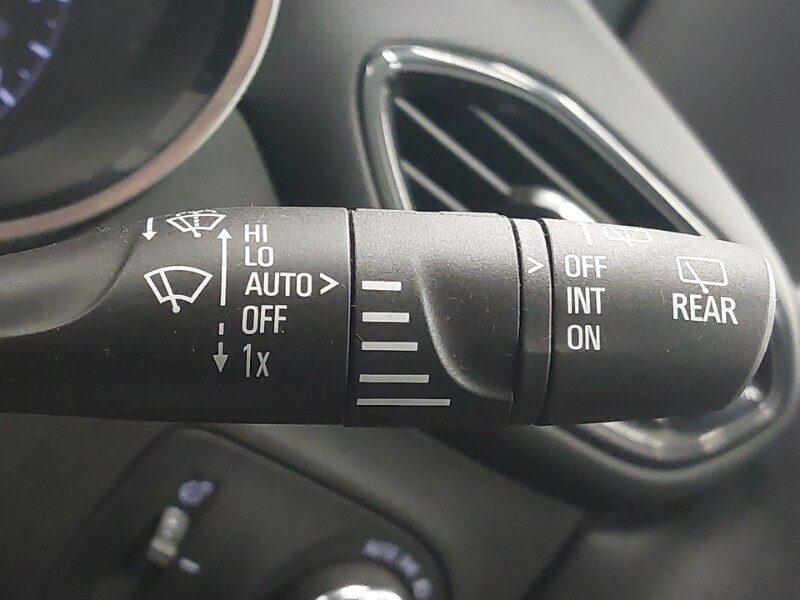 HI
LO
AUTO >
OFF
1x
>
OFF
INT
ON
REAR